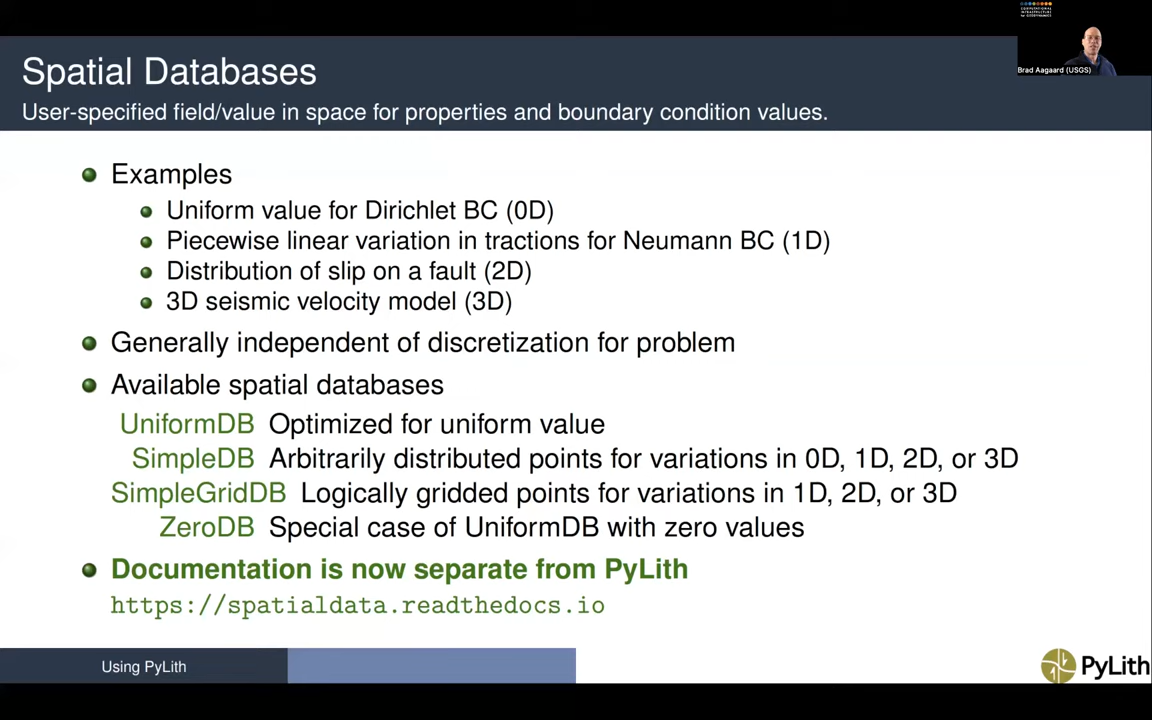 COMPUTATIONAL
INFRASTRUCTURE
for GEODYNAMICS
Brad Aagaard (USGS)
Spatial Databases
User-specified field/value in space for properties and boundary condition values.
Examples
Uniform value for Dirichlet BC (0D)
Piecewise linear variation in tractions for Neumann BC (1D)
Distribution of slip on a fault (2D)
3D seismic velocity model (3D)
Generally independent of discretization for problem
Available spatial databases
UniformDB Optimized for uniform value
SimpleDB Arbitrarily distributed points for variations in 0D, 1D, 2D, or 3D
SimpleGridDB Logically gridded points for variations in 1D, 2D, or 3D
ZeroDB Special case of UniformDB with zero values
Documentation is now separate from PyLith
https://spatialdata.readthedocs.io
Using PyLith
PyLith